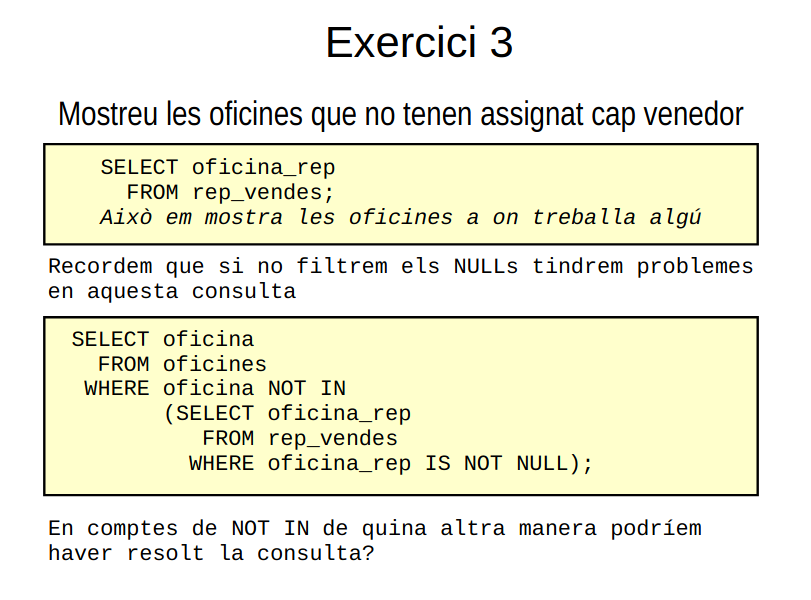 Exercici 3
Mostreu les oficines que no tenen assignat cap venedor
SELECT oficina_rep
FROM rep_vendes;
Això em mostra les oficines a on treballa algú
Recordem que si no filtrem els NULLs tindrem problemes
en aquesta consulta
SELECT oficina
FROM oficines
WHERE oficina NOT IN
(SELECT oficina_rep
FROM rep_vendes
WHERE oficina_rep IS NOT NULL);
En comptes de NOT IN de quina altra manera podríem
haver resolt la consulta?